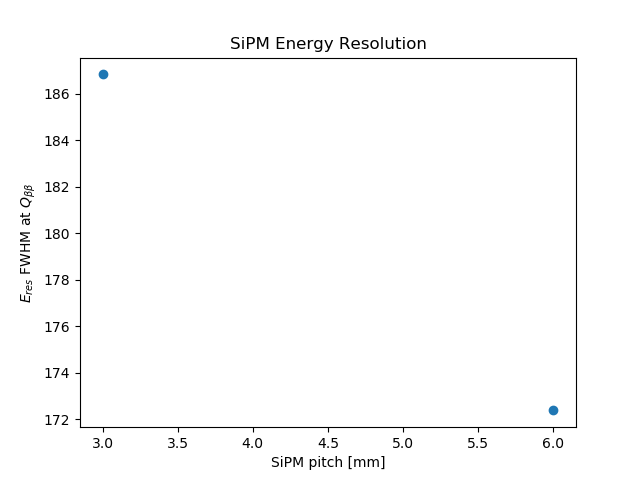 SiPM Energy Resolution
186
184
182
180
178
176
174
172
E_res FWHM at Q_ββ
3.0 3.5 4.0 4.5 5.0 5.5 6.0
SiPM pitch [mm]